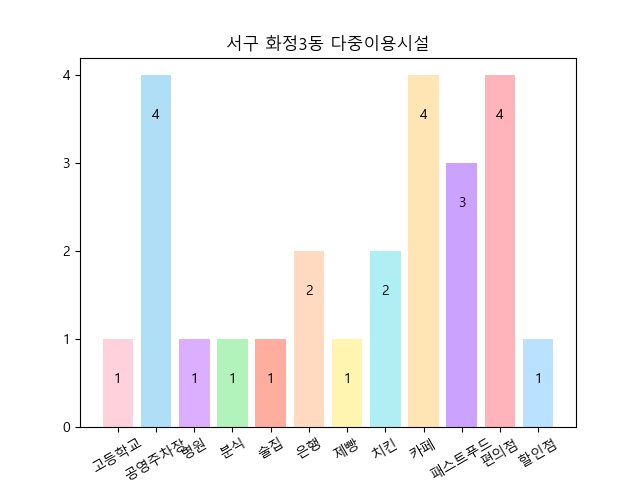 서구 화정3동 다중이용시설
4
3
2
1
0
1
4
1
1
1
2
1
2
4
3
4
1
고등학교
공영주차장
병원
분식
술집
은행
제빵
치킨
카페
패스트푸드
편의점
할인점